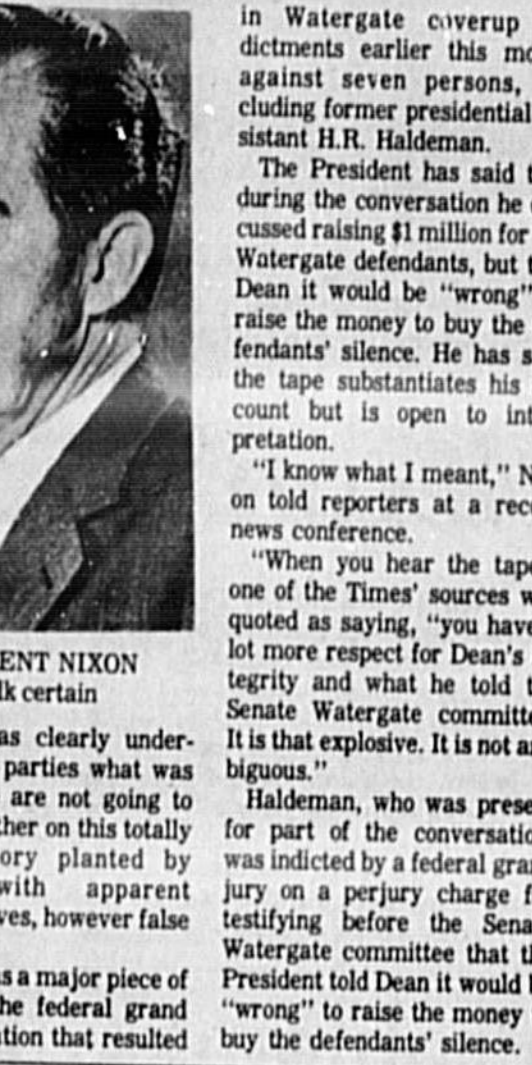 ENT NIXON
lk certain
as clearly under-
parties what was
are not going to
ther on this totally
ory planted by
with apparent
ves, however false
s a major piece of
he federal grand
tion that resulted
in Watergate coverup
dictments earlier this mo
against seven persons,
cluding former presidential
sistant H.R. Haldeman.
The President has said t
during the conversation he
cussed raising $1 million for
Watergate defendants, but t
Dean it would be "wrong"
raise the money to buy the
fendants' silence. He has s
the tape substantiates his
count but is open to int
pretation.
"I know what I meant," N
on told reporters at a rece
news conference.
"When you hear the tape
one of the Times' sources w
quoted as saying, "you have
lot more respect for Dean's
tegrity and what he told t
Senate Watergate committe
It is that explosive. It is not a
biguous."
Haldeman, who was prese
for part of the conversatio
was indicted by a federal gran
jury on a perjury charge f
testifying before the Sena
Watergate committee that th
President told Dean it would
"wrong" to raise the money
buy the defendants' silence.